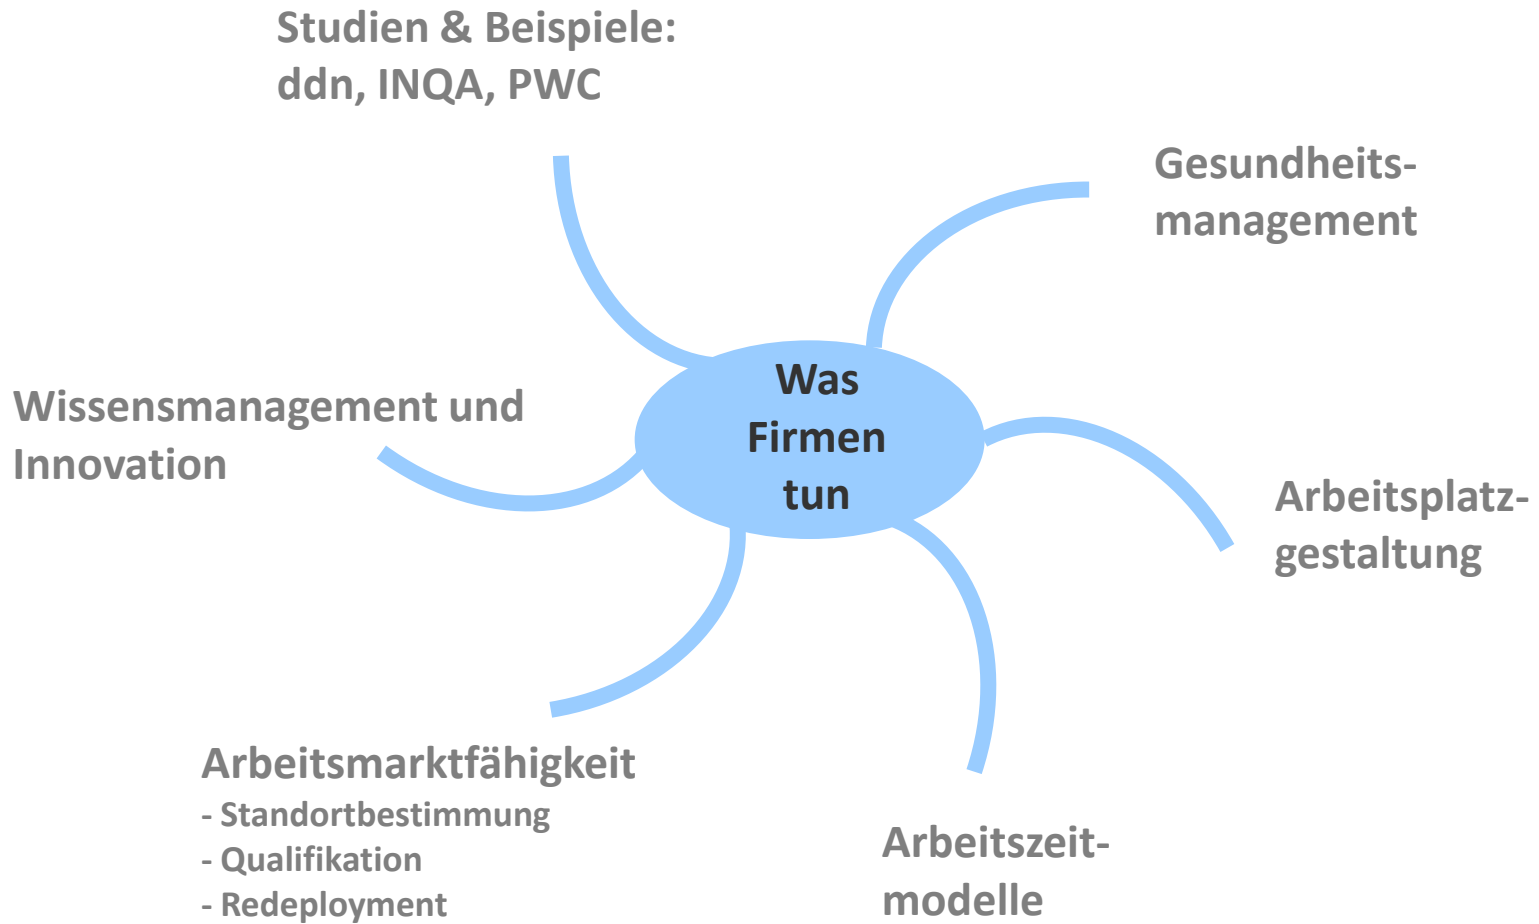 Studien & Beispiele:
ddn, INQA, PWC
Gesundheits-
management
Was
Firmen
tun
Wissensmanagement und
Innovation
Arbeitsplatz-
gestaltung
Arbeitsmarktfähigkeit
- Standortbestimmung
- Qualifikation
- Redeployment
Arbeitszeit-
modelle